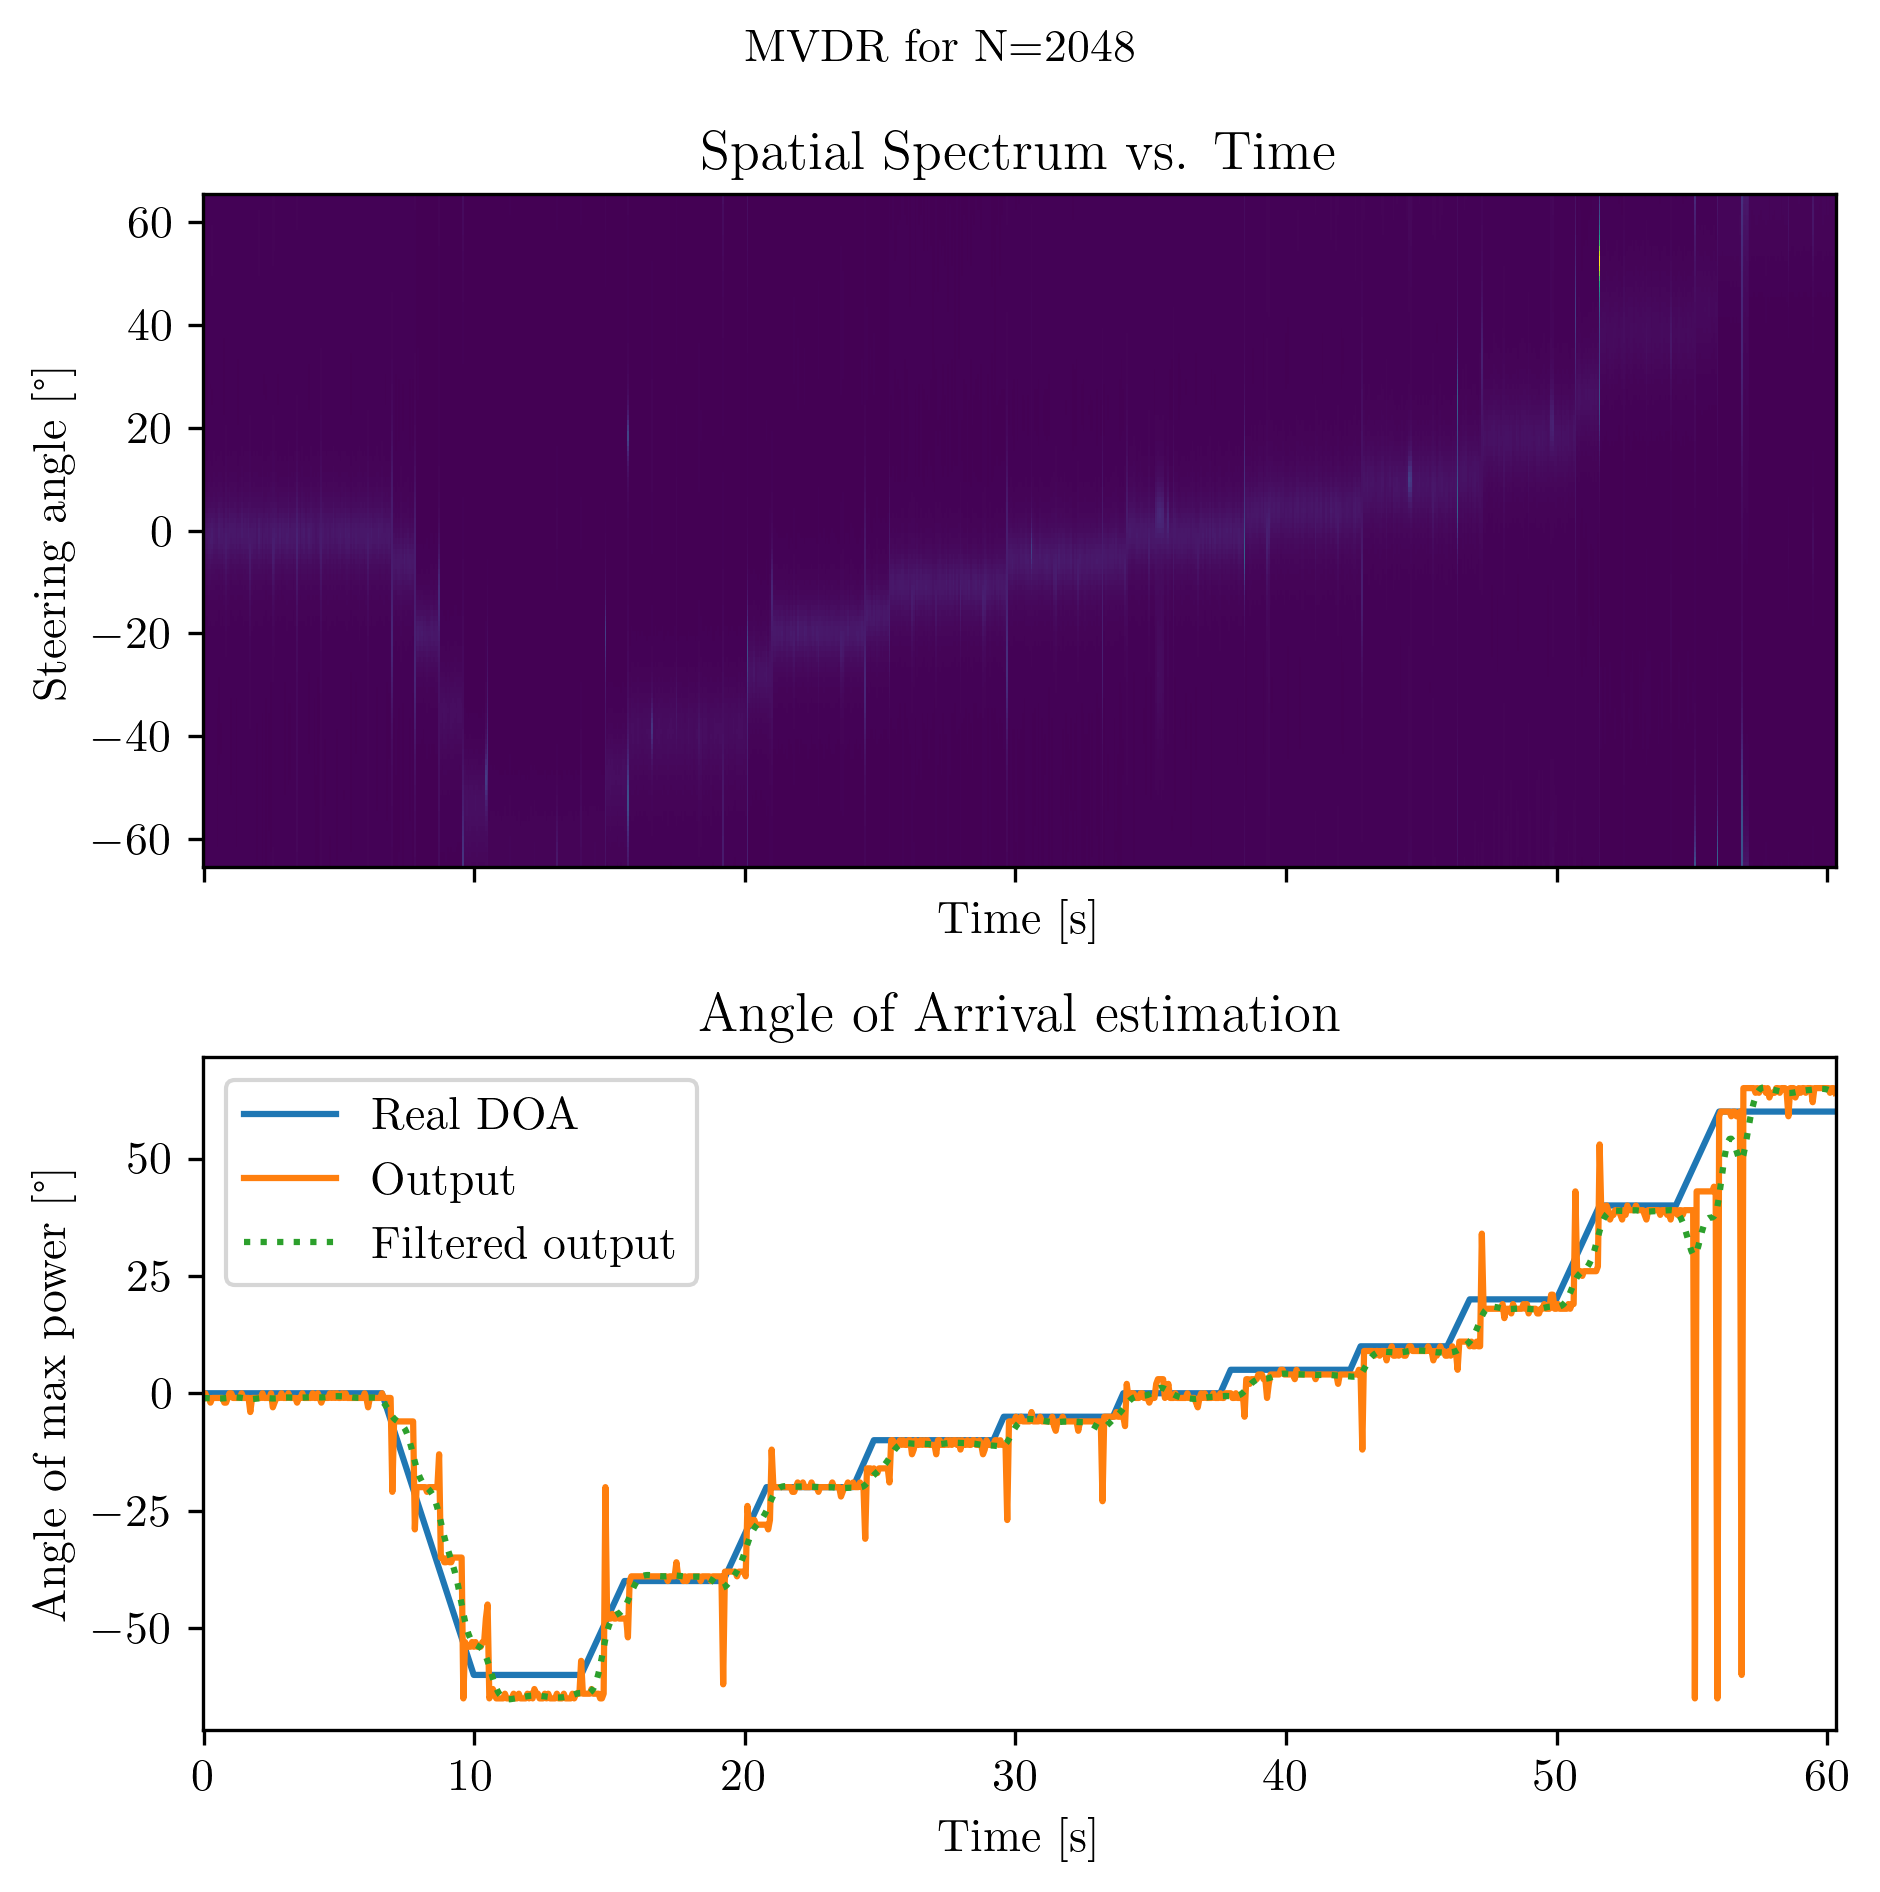 MVDR for N=2048
Spatial Spectrum vs. Time
60
40
20
0
−20
−40
−60
Steering angle [°]
Time [s]
Angle of Arrival estimation
Real DOA
Output
Filtered output
50
25
0
−25
−50
Angle of max power [°]
0 10 20 30 40 50 60
Time [s]